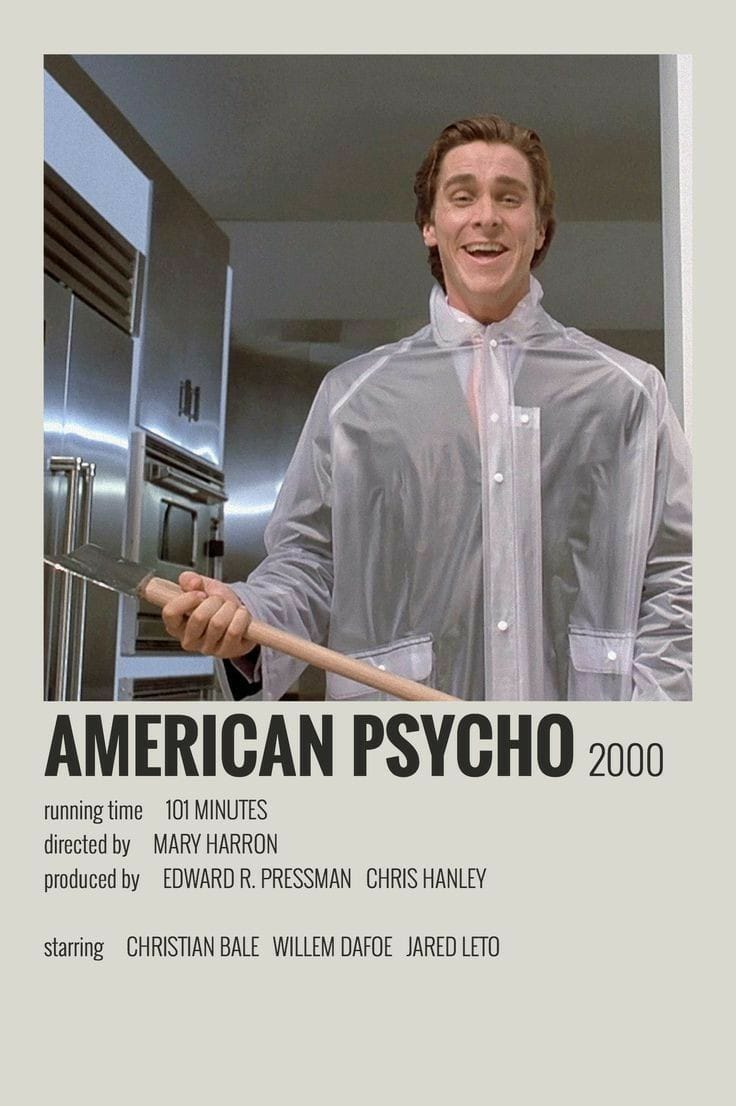 AMERICAN PSYCHO 2000
running time 101 MINUTES
directed by MARY HARRON
produced by EDWARD R. PRESSMAN CHRIS HANLEY
starring CHRISTIAN BALE WILLEM DAFOE JARED LETO